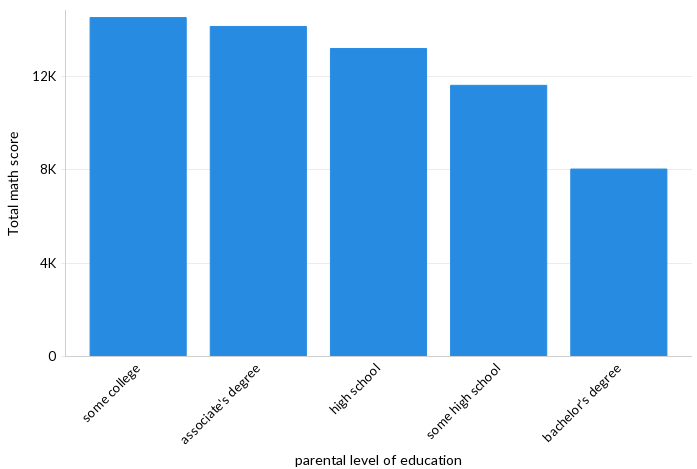 12K
8K
4K
0
Total math score
some college
associate's degree
high school
some high school
bachelor's degree
parental level of education